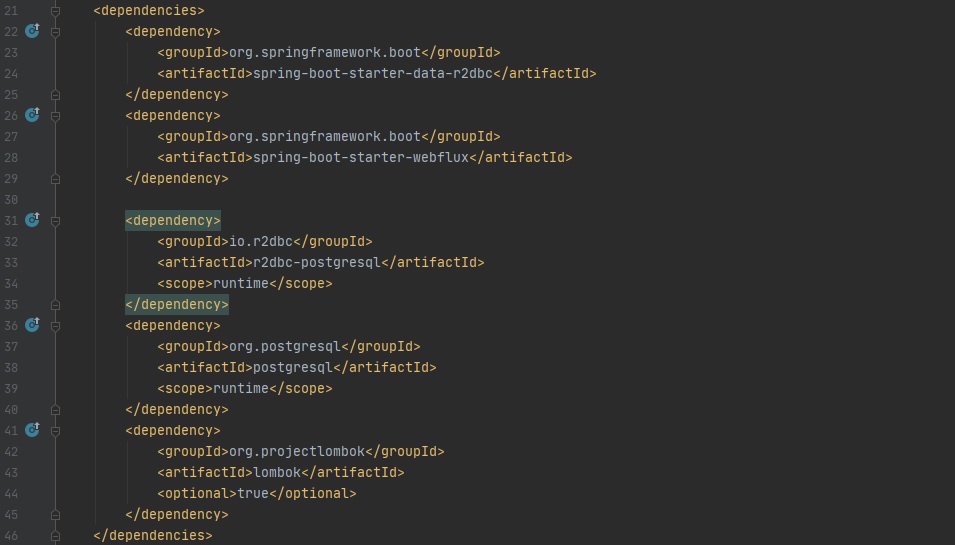 21 <dependencies>
22 <dependency>
23 <groupId>org.springframework.boot</groupId>
24 <artifactId>spring-boot-starter-data-r2dbc</artifactId>
25 </dependency>
26 <dependency>
27 <groupId>org.springframework.boot</groupId>
28 <artifactId>spring-boot-starter-webflux</artifactId>
29 </dependency>
30
31 <dependency>
32 <groupId>io.r2dbc</groupId>
33 <artifactId>r2dbc-postgresql</artifactId>
34 <scope>runtime</scope>
35 </dependency>
36 <dependency>
37 <groupId>org.postgresql</groupId>
38 <artifactId>postgresql</artifactId>
39 <scope>runtime</scope>
40 </dependency>
41 <dependency>
42 <groupId>org.projectlombok</groupId>
43 <artifactId>lombok</artifactId>
44 <optional>true</optional>
45 </dependency>
46 </dependencies>